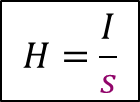 H = I/s